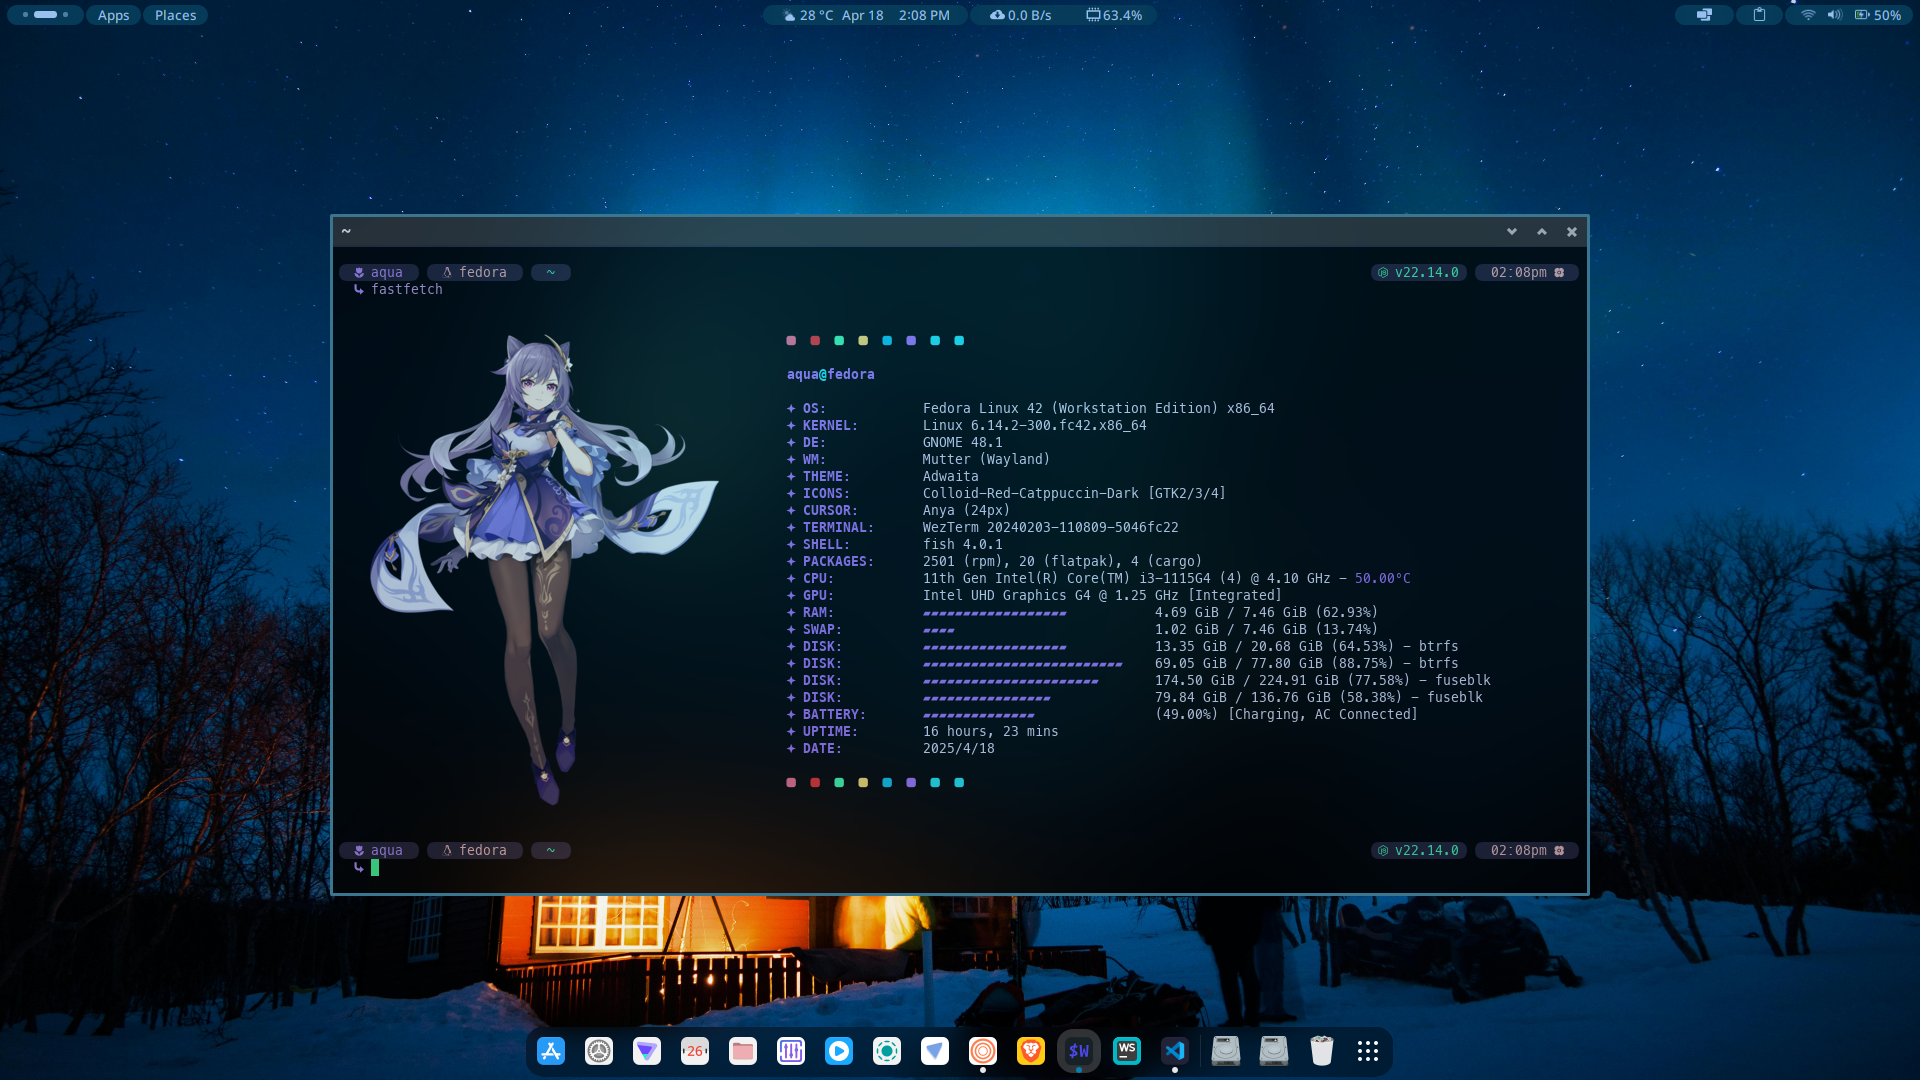 Apps Places 28 °C Apr 18 2:08 PM 0.0 B/s 63.4% 50%
~
aqua fedora ~ v22.14.0 02:08pm
fastfetch
aqua@fedora
OS: Fedora Linux 42 (Workstation Edition) x86_64
KERNEL: Linux 6.14.2-300.fc42.x86_64
DE: GNOME 48.1
WM: Mutter (Wayland)
THEME: Adwaita
ICONS: Colloid-Red-Catppuccin-Dark [GTK2/3/4]
CURSOR: Anya (24px)
TERMINAL: WezTerm 20240203-110809-5046fc22
SHELL: fish 4.0.1
PACKAGES: 2501 (rpm), 20 (flatpak), 4 (cargo)
CPU: 11th Gen Intel(R) Core(TM) i3-1115G4 (4) @ 4.10 GHz - 50.00°C
GPU: Intel UHD Graphics G4 @ 1.25 GHz [Integrated]
RAM: 4.69 GiB / 7.46 GiB (62.93%)
SWAP: 1.02 GiB / 7.46 GiB (13.74%)
DISK: 13.35 GiB / 20.68 GiB (64.53%) - btrfs
DISK: 69.05 GiB / 77.80 GiB (88.75%) - btrfs
DISK: 174.50 GiB / 224.91 GiB (77.58%) - fuseblk
DISK: 79.84 GiB / 136.76 GiB (58.38%) - fuseblk
BATTERY: (49.00%) [Charging, AC Connected]
UPTIME: 16 hours, 23 mins
DATE: 2025/4/18
aqua fedora ~ v22.14.0 02:08pm
26 $W WS